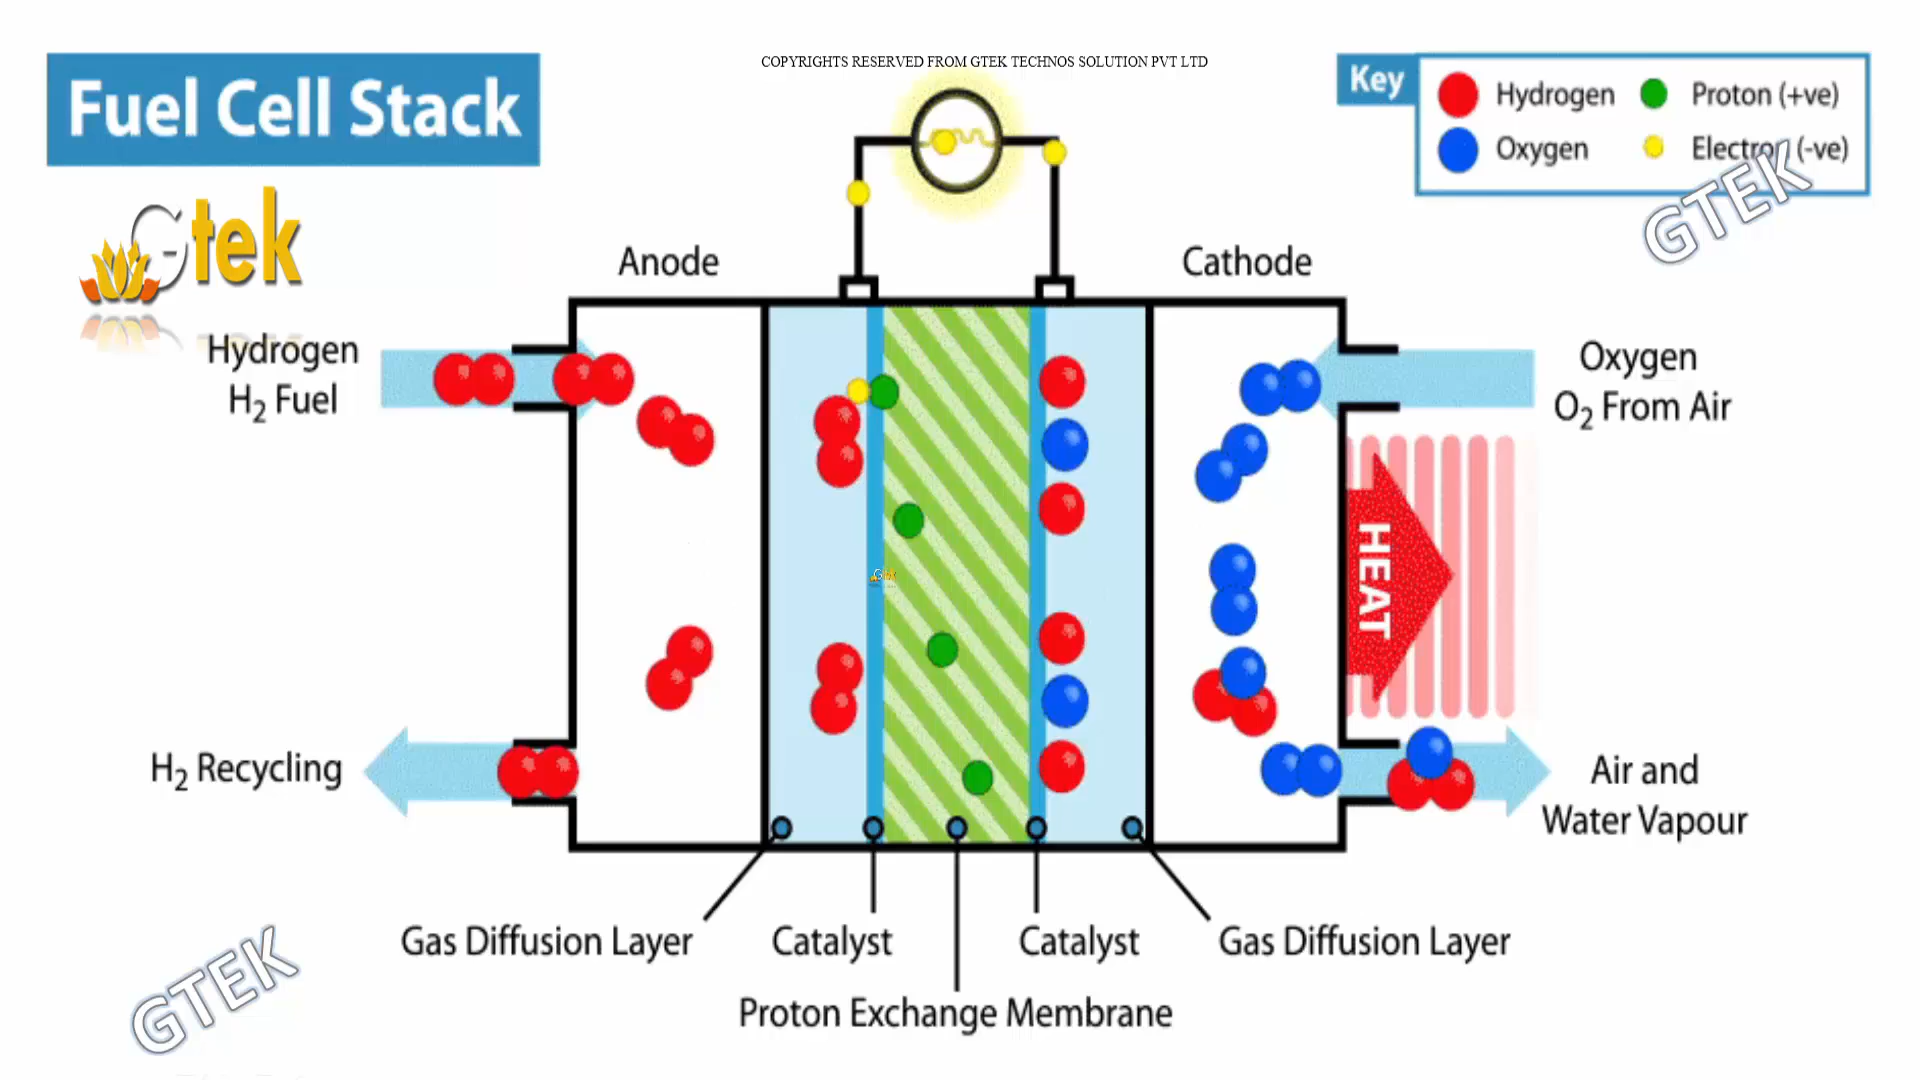 COPYRIGHTS RESERVED FROM GTEK TECHNOS SOLUTION PVT LTD
Fuel Cell Stack
Key
Hydrogen
Proton (+ve)
Oxygen
Electron (-ve)
GTEK
Gtek
Anode
Cathode
Hydrogen
H₂ Fuel
Oxygen
O₂ From Air
HEAT
Gtek
H₂ Recycling
Air and
Water Vapour
Gas Diffusion Layer
Catalyst
Catalyst
Gas Diffusion Layer
Proton Exchange Membrane
GTEK